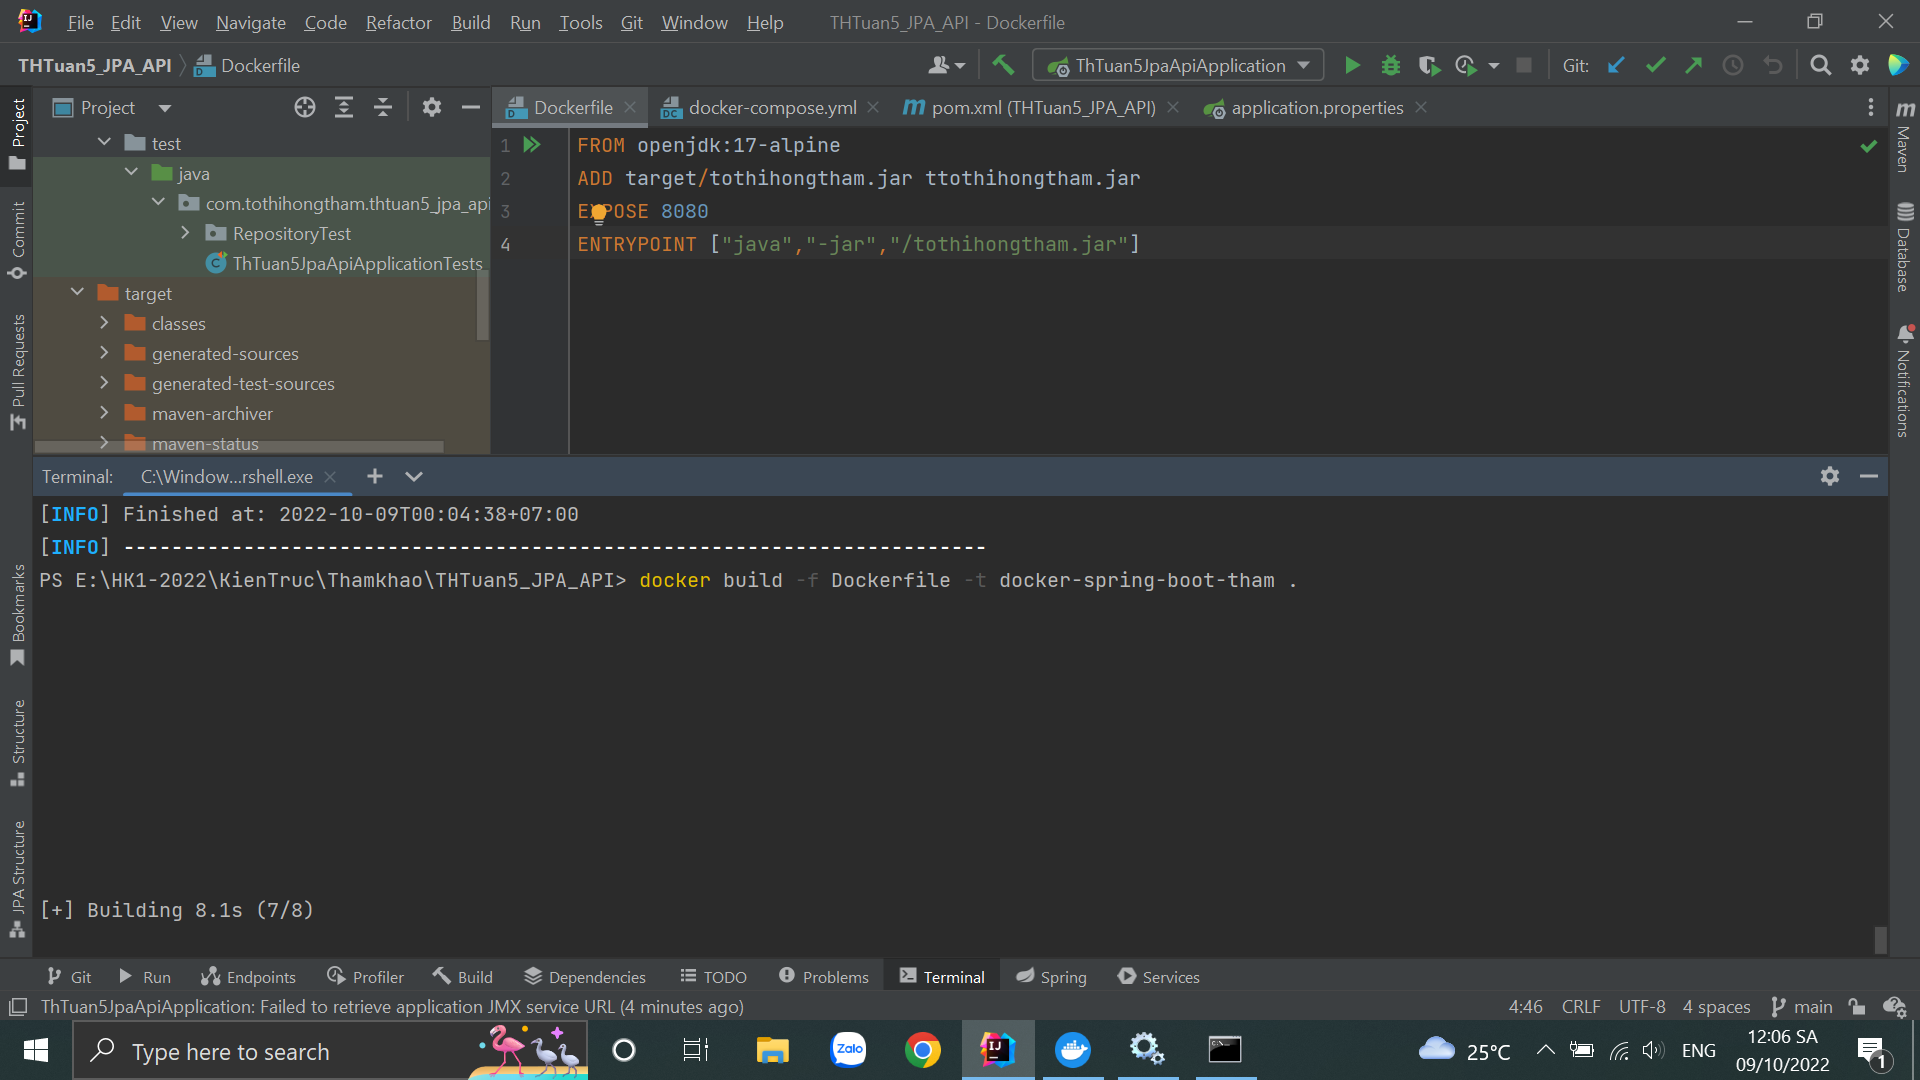 File Edit View Navigate Code Refactor Build Run Tools Git Window Help THTuan5_JPA_API - Dockerfile
THTuan5_JPA_API Dockerfile ThTuan5JpaApiApplication Git:
Project Dockerfile docker-compose.yml pom.xml (THTuan5_JPA_API) application.properties
test
java
com.tothihongtham.thtuan5_jpa_api
RepositoryTest
ThTuan5JpaApiApplicationTests
target
classes
generated-sources
generated-test-sources
maven-archiver
maven-status
1 FROM openjdk:17-alpine
2 ADD target/tothihongtham.jar ttothihongtham.jar
3 EXPOSE 8080
4 ENTRYPOINT ["java","-jar","/tothihongtham.jar"]
Project
Commit
Pull Requests
Bookmarks
Structure
JPA Structure
Maven
Database
Notifications
Terminal: C:\Window...rshell.exe
[INFO] Finished at: 2022-10-09T00:04:38+07:00
[INFO] ------------------------------------------------------------------------
PS E:\HK1-2022\KienTruc\Thamkhao\THTuan5_JPA_API> docker build -f Dockerfile -t docker-spring-boot-tham .
[+] Building 8.1s (7/8)
Git Run Endpoints Profiler Build Dependencies TODO Problems Terminal Spring Services
ThTuan5JpaApiApplication: Failed to retrieve application JMX service URL (4 minutes ago) 4:46 CRLF UTF-8 4 spaces main
Type here to search Zalo 25°C ENG 12:06 SA
09/10/2022 1